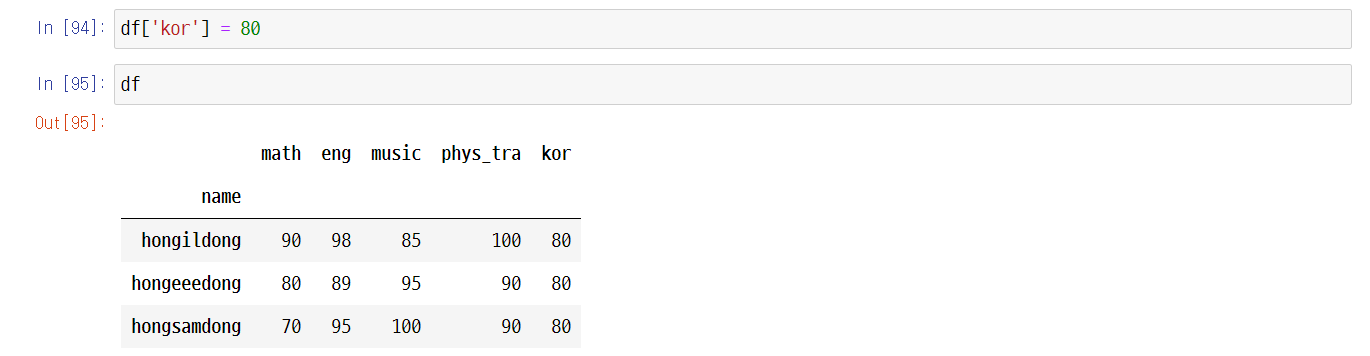 In [94]: df['kor'] = 80
In [95]: df
Out[95]:
math eng music phys_tra kor
name
hongildong 90 98 85 100 80
hongeeedong 80 89 95 90 80
hongsamdong 70 95 100 90 80